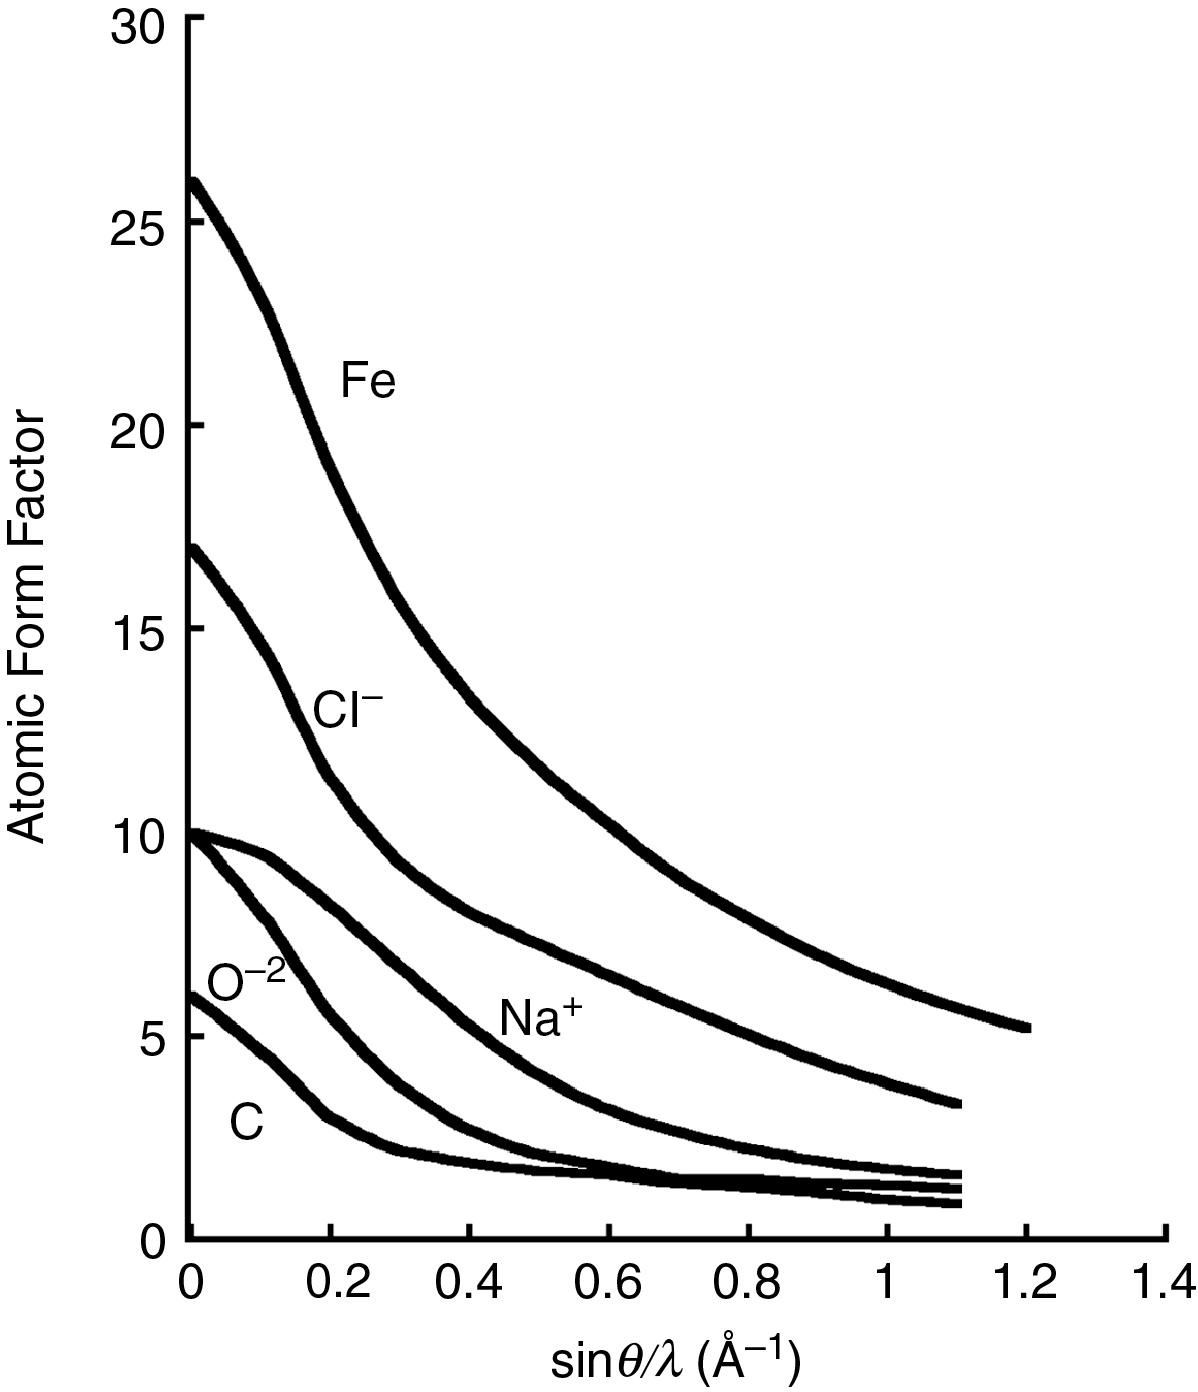 30
25
20
15
10
5
0
Atomic Form Factor
Fe
Cl⁻
O⁻²
Na⁺
C
0 0.2 0.4 0.6 0.8 1 1.2 1.4
sinθ/λ (Å⁻¹)